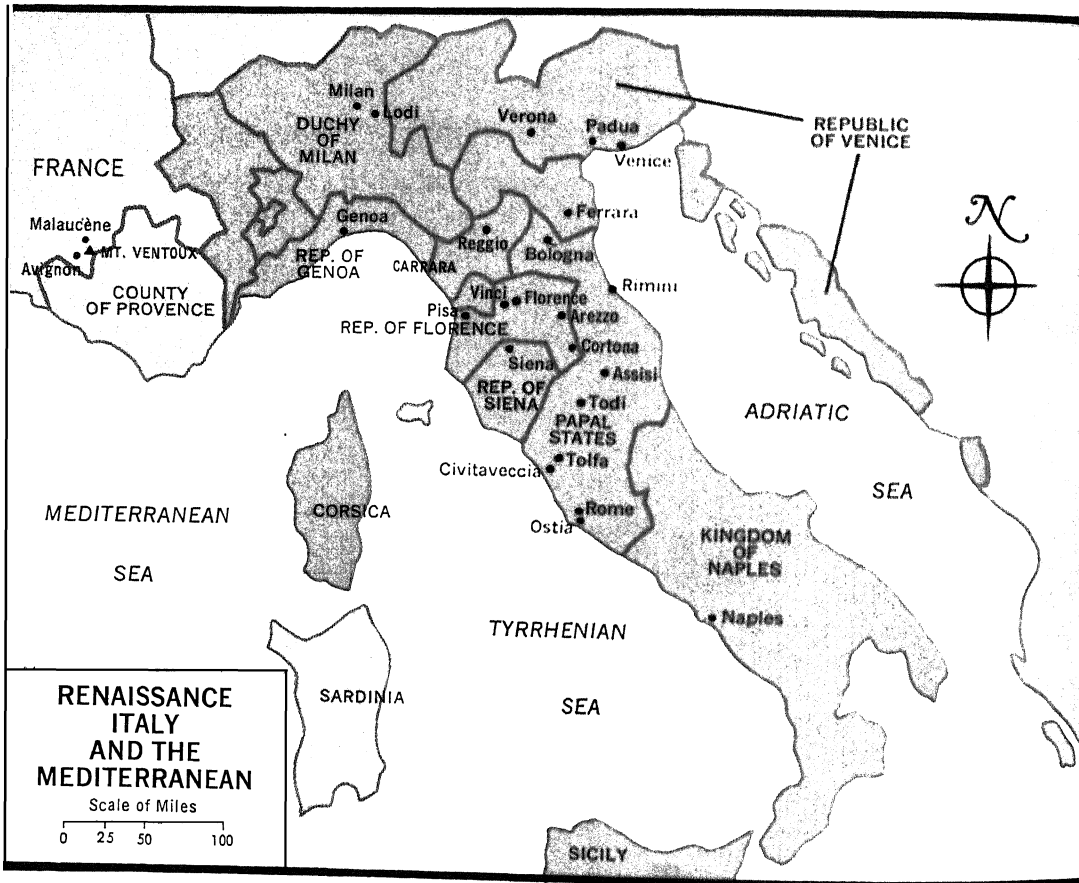 Milan
Lodi
DUCHY
OF
MILAN
Verona
Padua
Venice
REPUBLIC
OF VENICE
FRANCE
N
Malaucène
MT. VENTOUX
Avignon
COUNTY
OF PROVENCE
Genoa
REP. OF
GENOA
CARRARA
Reggio
Ferrara
Bologna
Rimini
Vinci
Florence
Pisa
Arezzo
REP. OF FLORENCE
Cortona
Siena
REP. OF
SIENA
Assisi
Todi
PAPAL
STATES
ADRIATIC
SEA
Tolfa
Civitaveccia
Rome
Ostia
CORSICA
MEDITERRANEAN
SEA
KINGDOM
OF
NAPLES
Naples
TYRRHENIAN
SEA
SARDINIA
SICILY
RENAISSANCE
ITALY
AND THE
MEDITERRANEAN
Scale of Miles
0 25 50 100